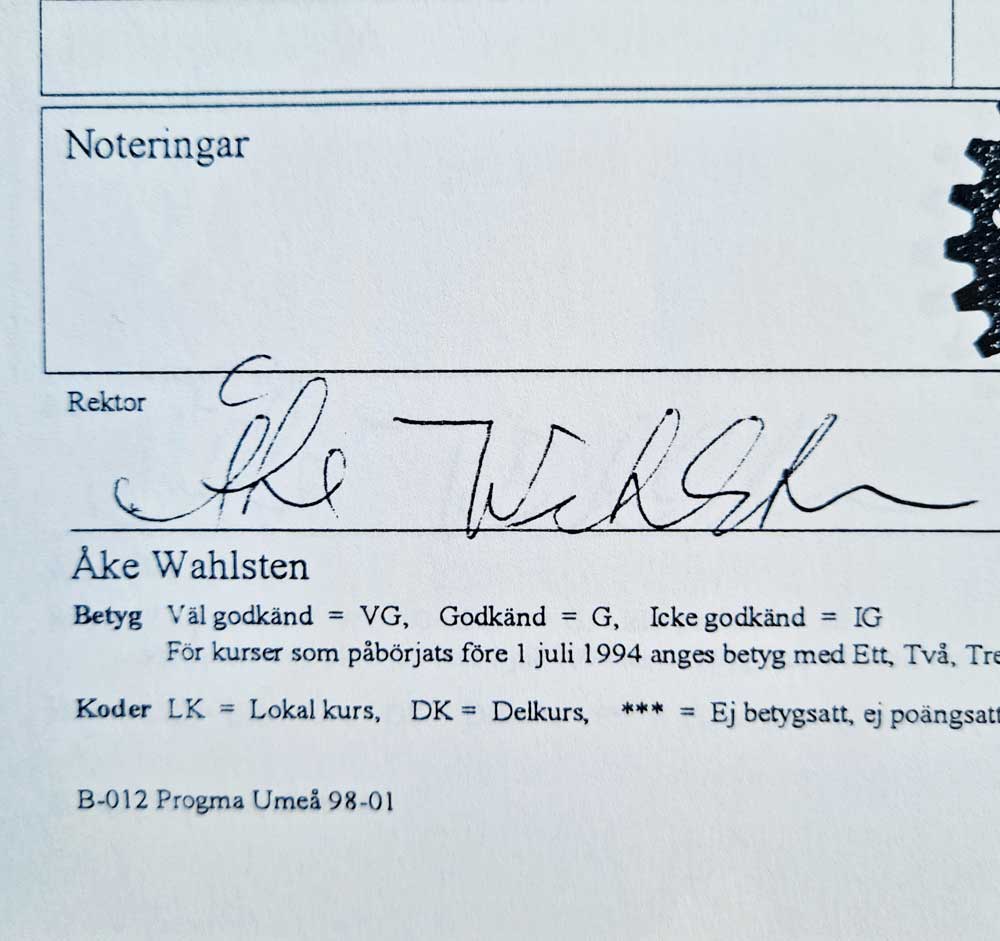 Noteringar
Rektor
Åke Wahlsten
Åke Wahlsten
Betyg Väl godkänd = VG, Godkänd = G, Icke godkänd = IG
För kurser som påbörjats före 1 juli 1994 anges betyg med Ett, Två, Tre
Koder LK = Lokal kurs, DK = Delkurs, *** = Ej betygsatt, ej poängsatt
B-012 Progma Umeå 98-01